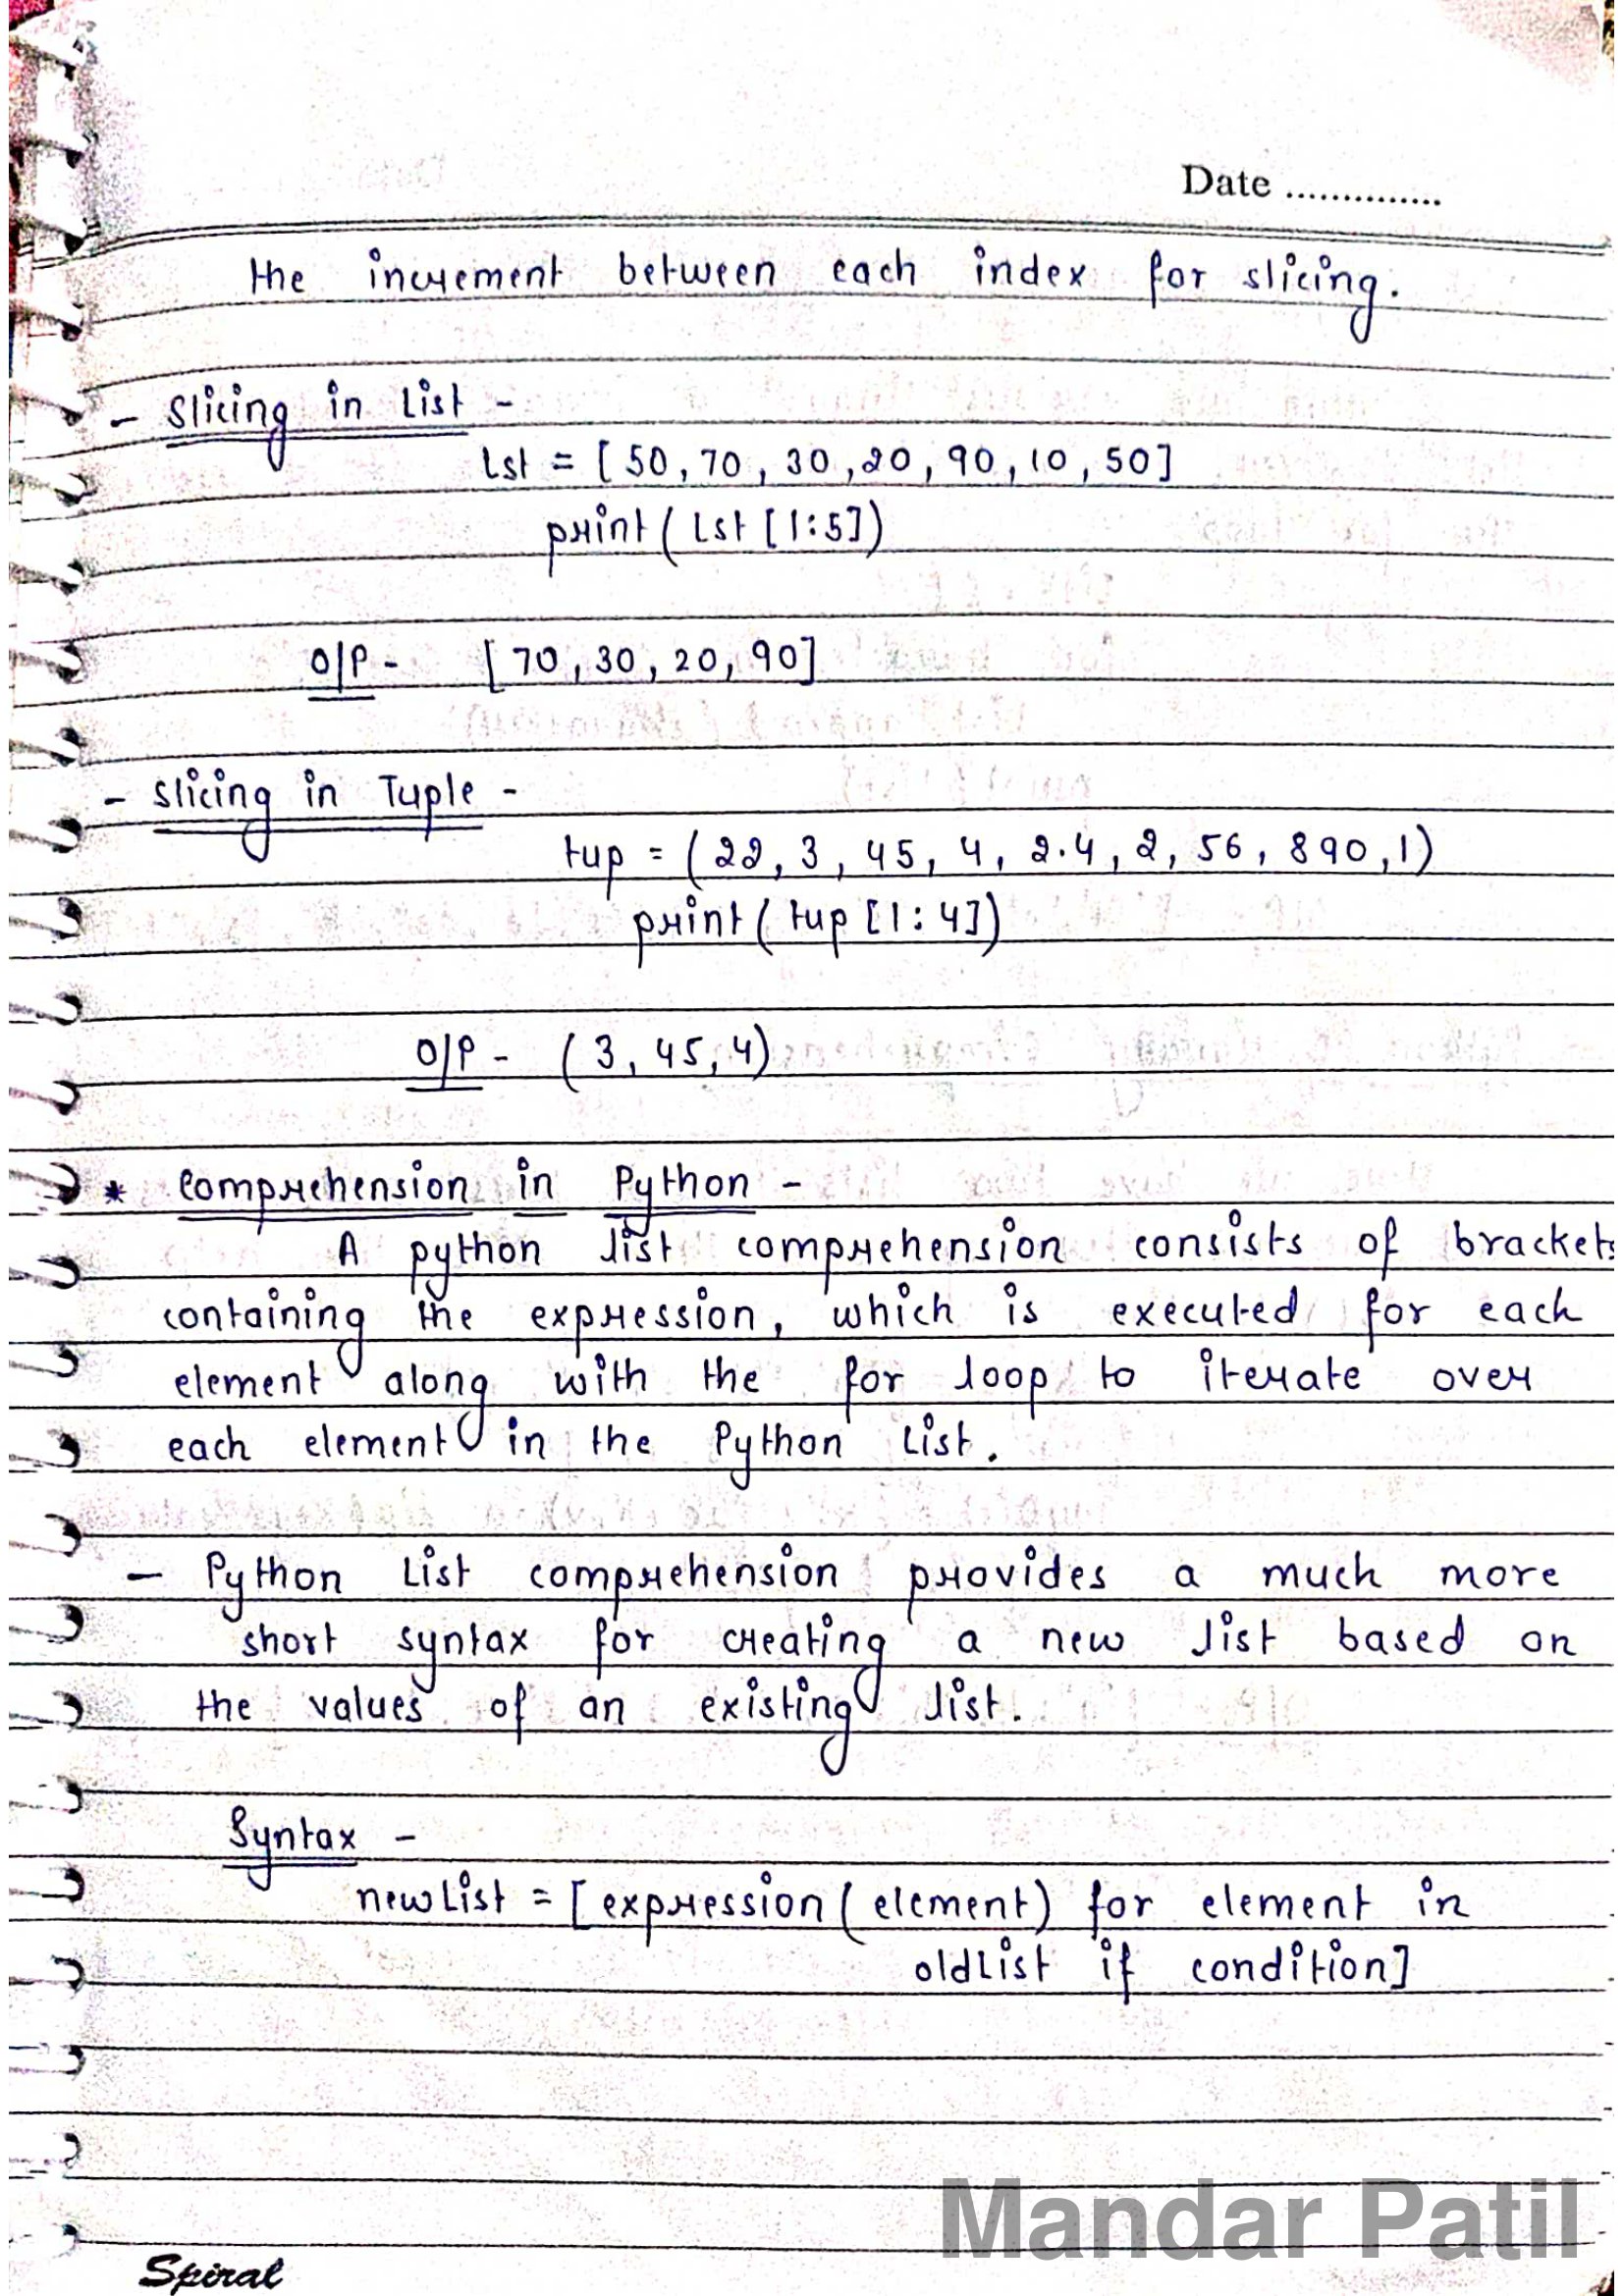 Date ..............
the increment between each index for slicing.
- Slicing in List -
Lst = [50, 70, 30, 20, 90, 10, 50]
print(Lst[1:5])
O/P - [70, 30, 20, 90]
- Slicing in Tuple -
tup = (22, 3, 45, 4, 2.4, 2, 56, 890, 1)
print(tup[1:4])
O/P - (3, 45, 4)
* Comprehension in Python -
A python list comprehension consists of brackets
containing the expression, which is executed for each
element along with the for loop to iterate over
each element in the Python List.
- Python List comprehension provides a much more
short syntax for creating a new list based on
the values of an existing list.
Syntax -
newList = [expression(element) for element in
oldList if condition]
Mandar Patil
Spiral